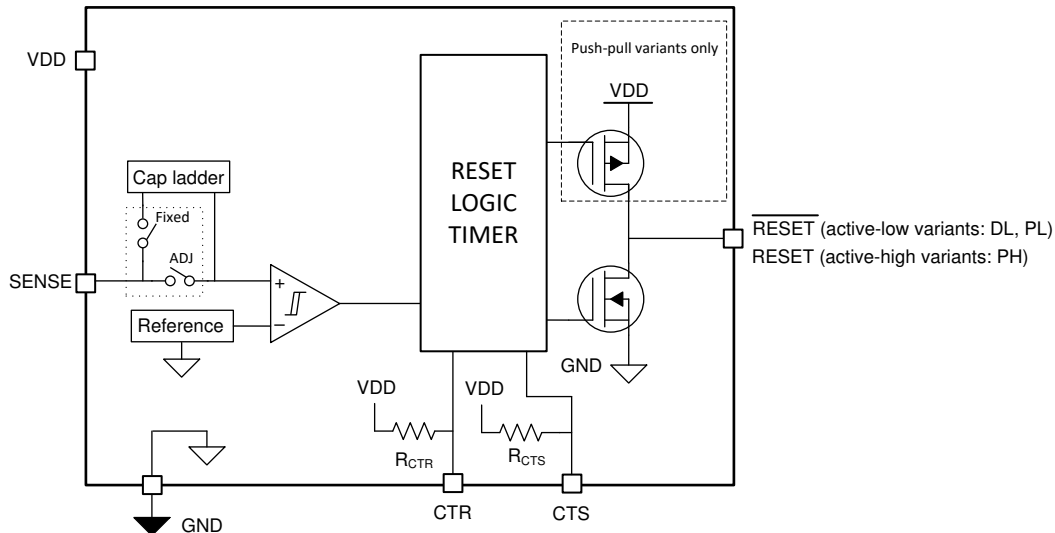 Push-pull variants only
VDD
VDD
RESET
LOGIC
TIMER
Cap ladder
Fixed
ADJ
RESET (active-low variants: DL, PL)
RESET (active-high variants: PH)
SENSE
+
Reference
−
GND
VDD
VDD
RCTR
RCTS
CTR
CTS
GND